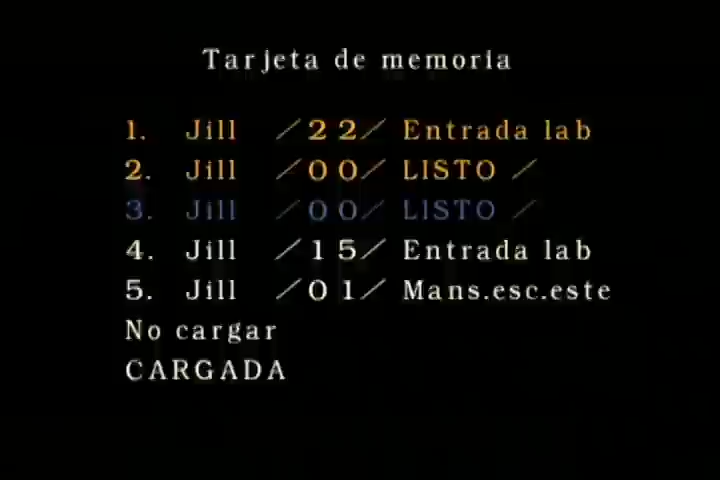 Tarjeta de memoria
1. Jill /22/ Entrada lab
2. Jill /00/ LISTO /
3. Jill /00/ LISTO /
4. Jill /15/ Entrada lab
5. Jill /01/ Mans.esc.este
No cargar
CARGADA